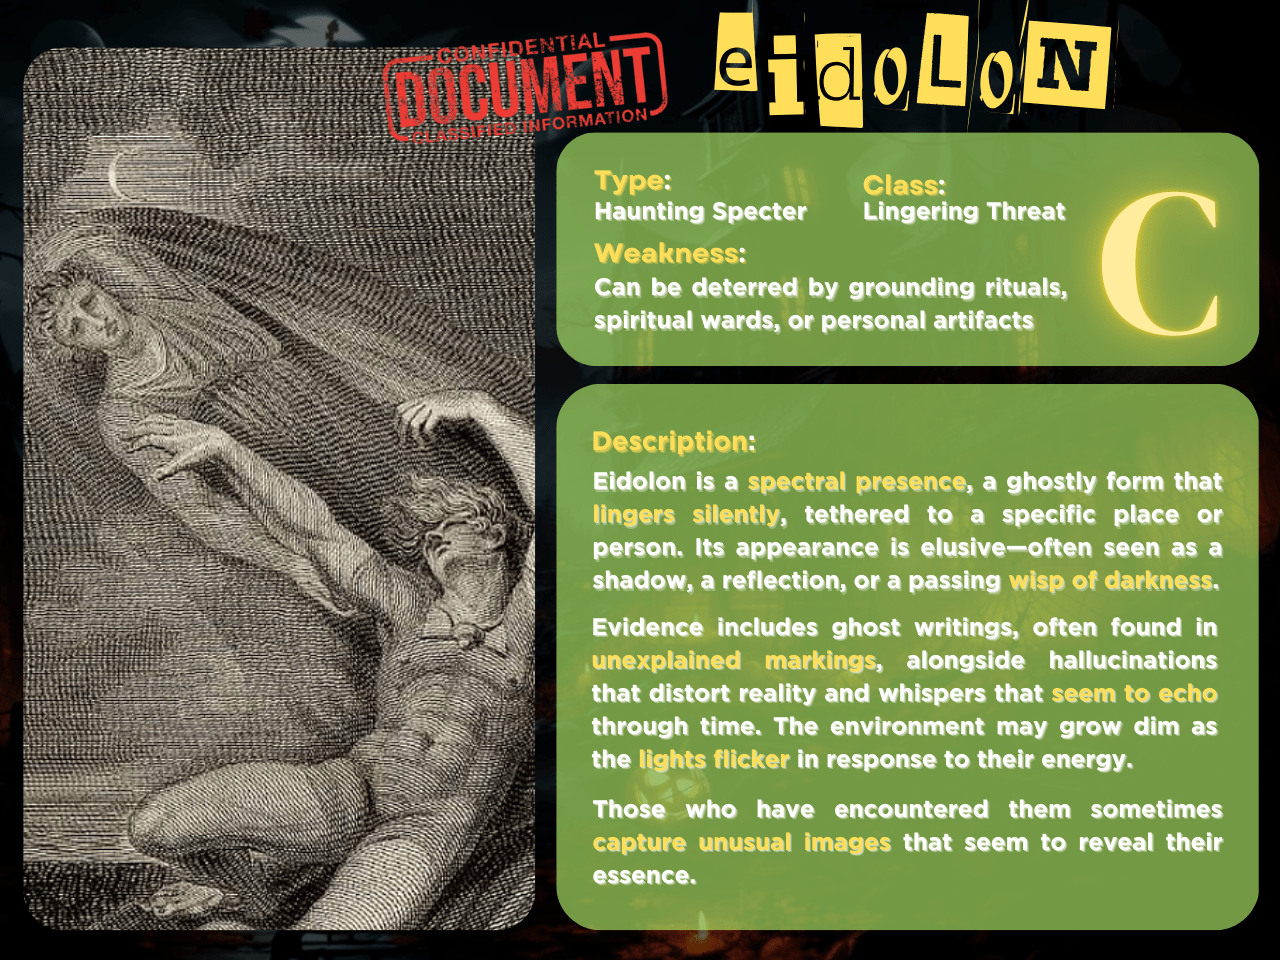 CONFIDENTIAL
DOCUMENT
CLASSIFIED INFORMATION
eidOLON
Type:
Haunting Specter
Class:
Lingering Threat
C
Weakness:
Can be deterred by grounding rituals,
spiritual wards, or personal artifacts
Description:
Eidolon is a spectral presence, a ghostly form that
lingers silently, tethered to a specific place or
person. Its appearance is elusive—often seen as a
shadow, a reflection, or a passing wisp of darkness.
Evidence includes ghost writings, often found in
unexplained markings, alongside hallucinations
that distort reality and whispers that seem to echo
through time. The environment may grow dim as
the lights flicker in response to their energy.
Those who have encountered them sometimes
capture unusual images that seem to reveal their
essence.